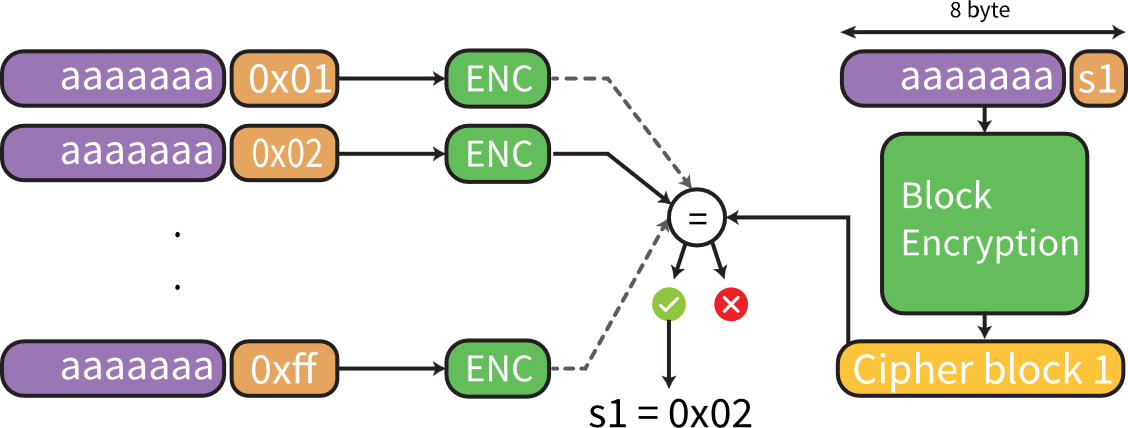 8 byte
aaaaaaa 0x01 ENC
aaaaaaa s1
aaaaaaa 0x02 ENC
Block
Encryption
=
aaaaaaa 0xff ENC
Cipher block 1
s1 = 0x02